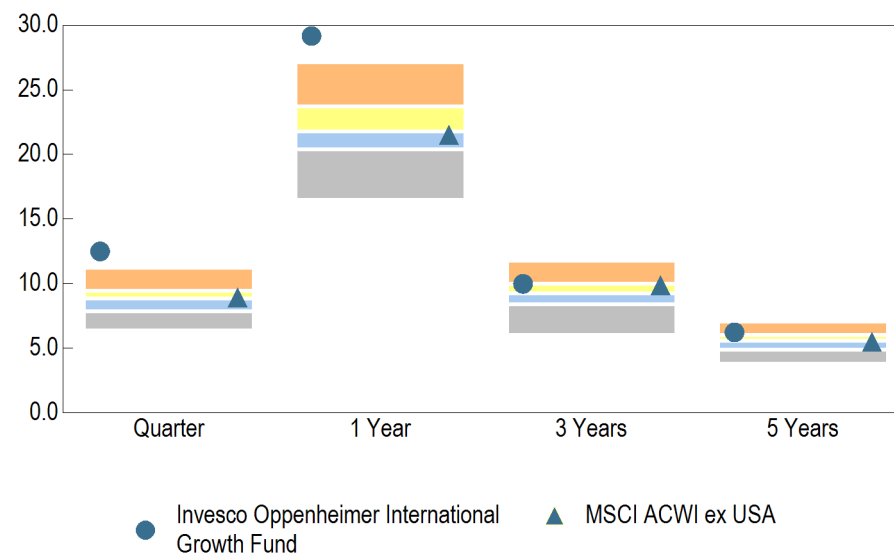 30.0
25.0
20.0
15.0
10.0
5.0
0.0
Quarter
1 Year
3 Years
5 Years
Invesco Oppenheimer International
Growth Fund
MSCI ACWI ex USA